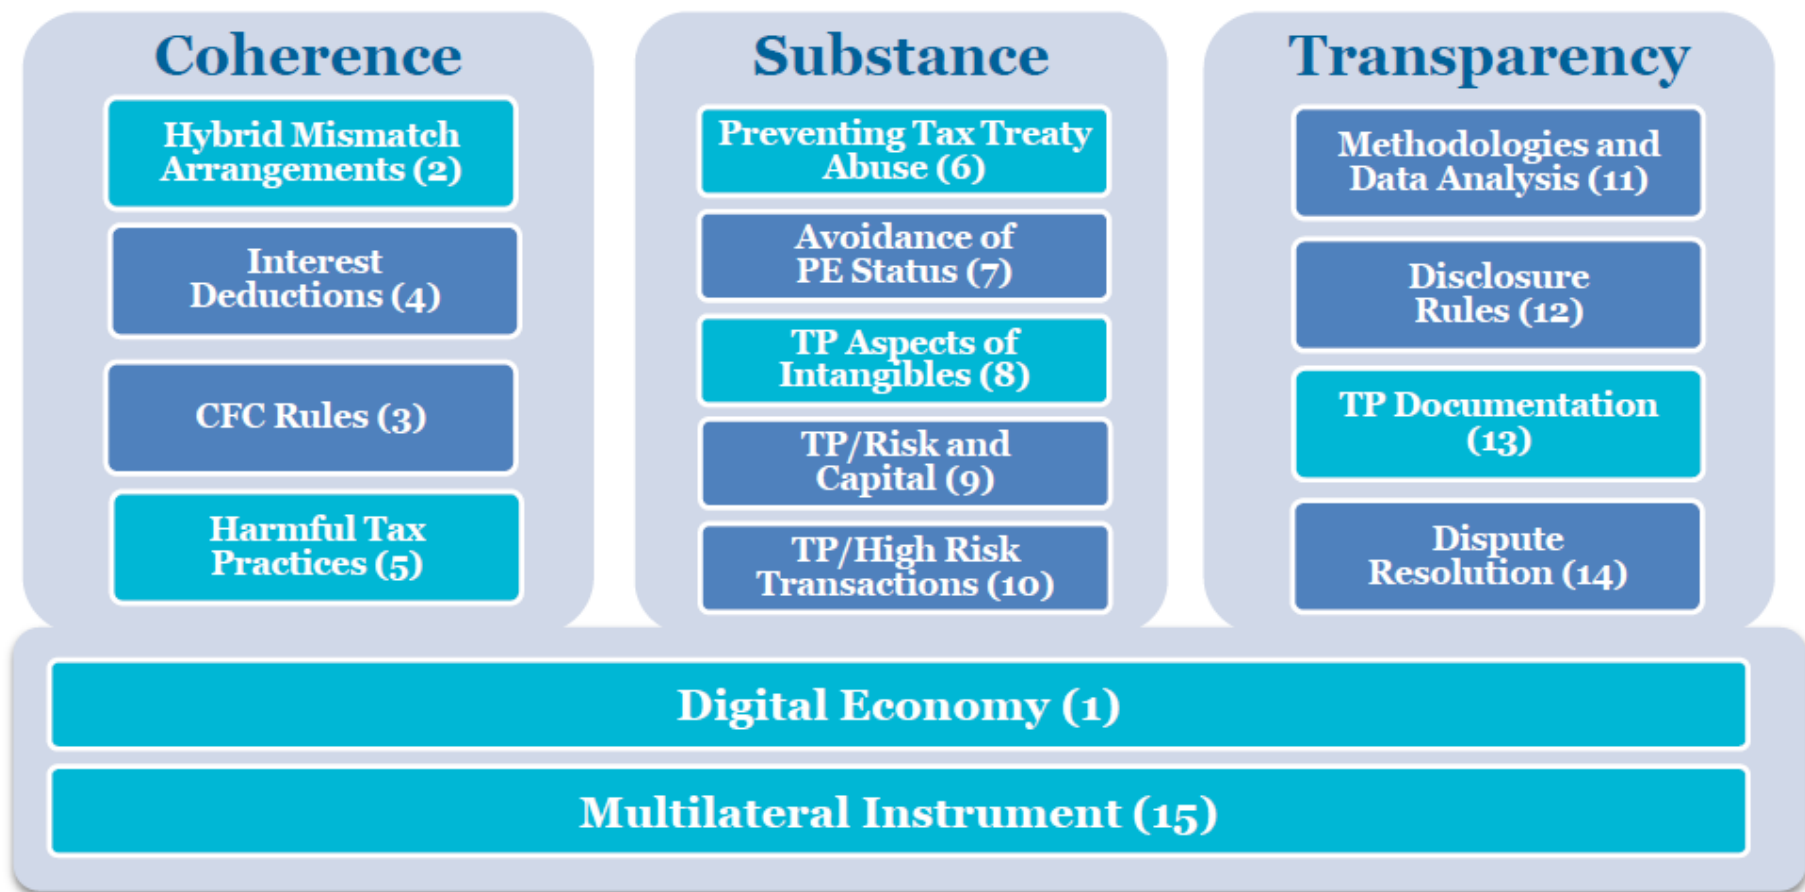 Coherence
Hybrid Mismatch
Arrangements (2)
Interest
Deductions (4)
CFC Rules (3)
Harmful Tax
Practices (5)
Substance
Preventing Tax Treaty
Abuse (6)
Avoidance of
PE Status (7)
TP Aspects of
Intangibles (8)
TP/Risk and
Capital (9)
TP/High Risk
Transactions (10)
Transparency
Methodologies and
Data Analysis (11)
Disclosure
Rules (12)
TP Documentation
(13)
Dispute
Resolution (14)
Digital Economy (1)
Multilateral Instrument (15)